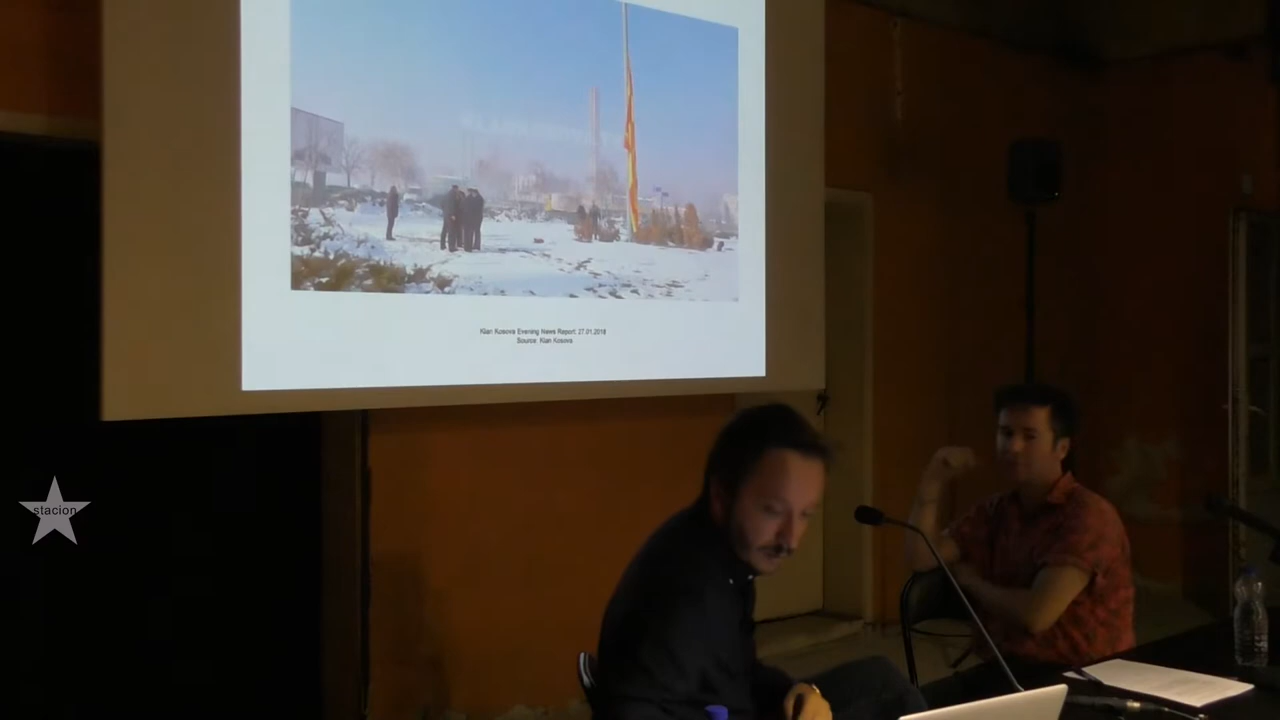 Klan Kosova Evening News Report, 27.01.2018
Source: Klan Kosova
stacion